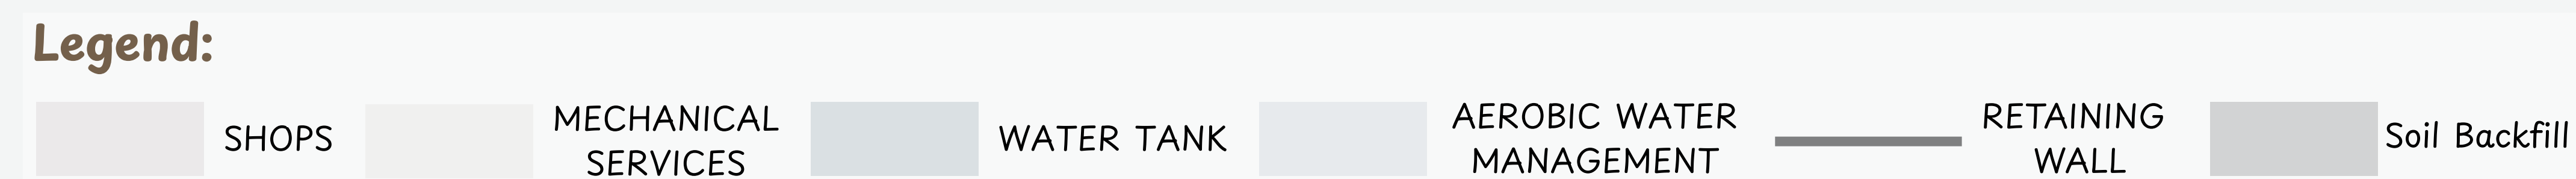 Legend:
SHOPS
MECHANICAL
SERVICES
WATER TANK
AEROBIC WATER
MANAGEMENT
RETAINING
WALL
Soil Backfill